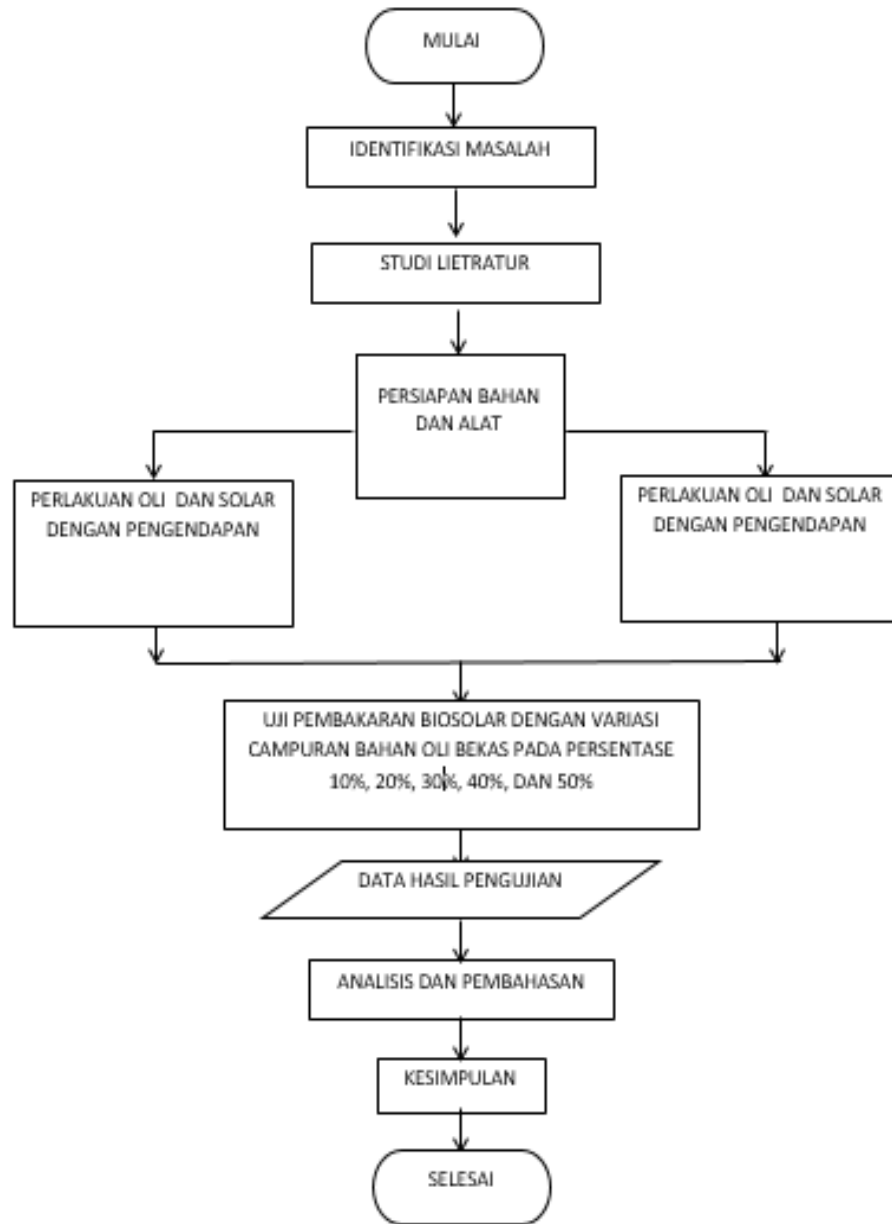 MULAI
IDENTIFIKASI MASALAH
STUDI LIETRATUR
PERSIAPAN BAHAN
DAN ALAT
PERLAKUAN OLI DAN SOLAR
DENGAN PENGENDAPAN
PERLAKUAN OLI DAN SOLAR
DENGAN PENGENDAPAN
UJI PEMBAKARAN BIOSOLAR DENGAN VARIASI
CAMPURAN BAHAN OLI BEKAS PADA PERSENTASE
10%, 20%, 30%, 40%, DAN 50%
DATA HASIL PENGUJIAN
ANALISIS DAN PEMBAHASAN
KESIMPULAN
SELESAI